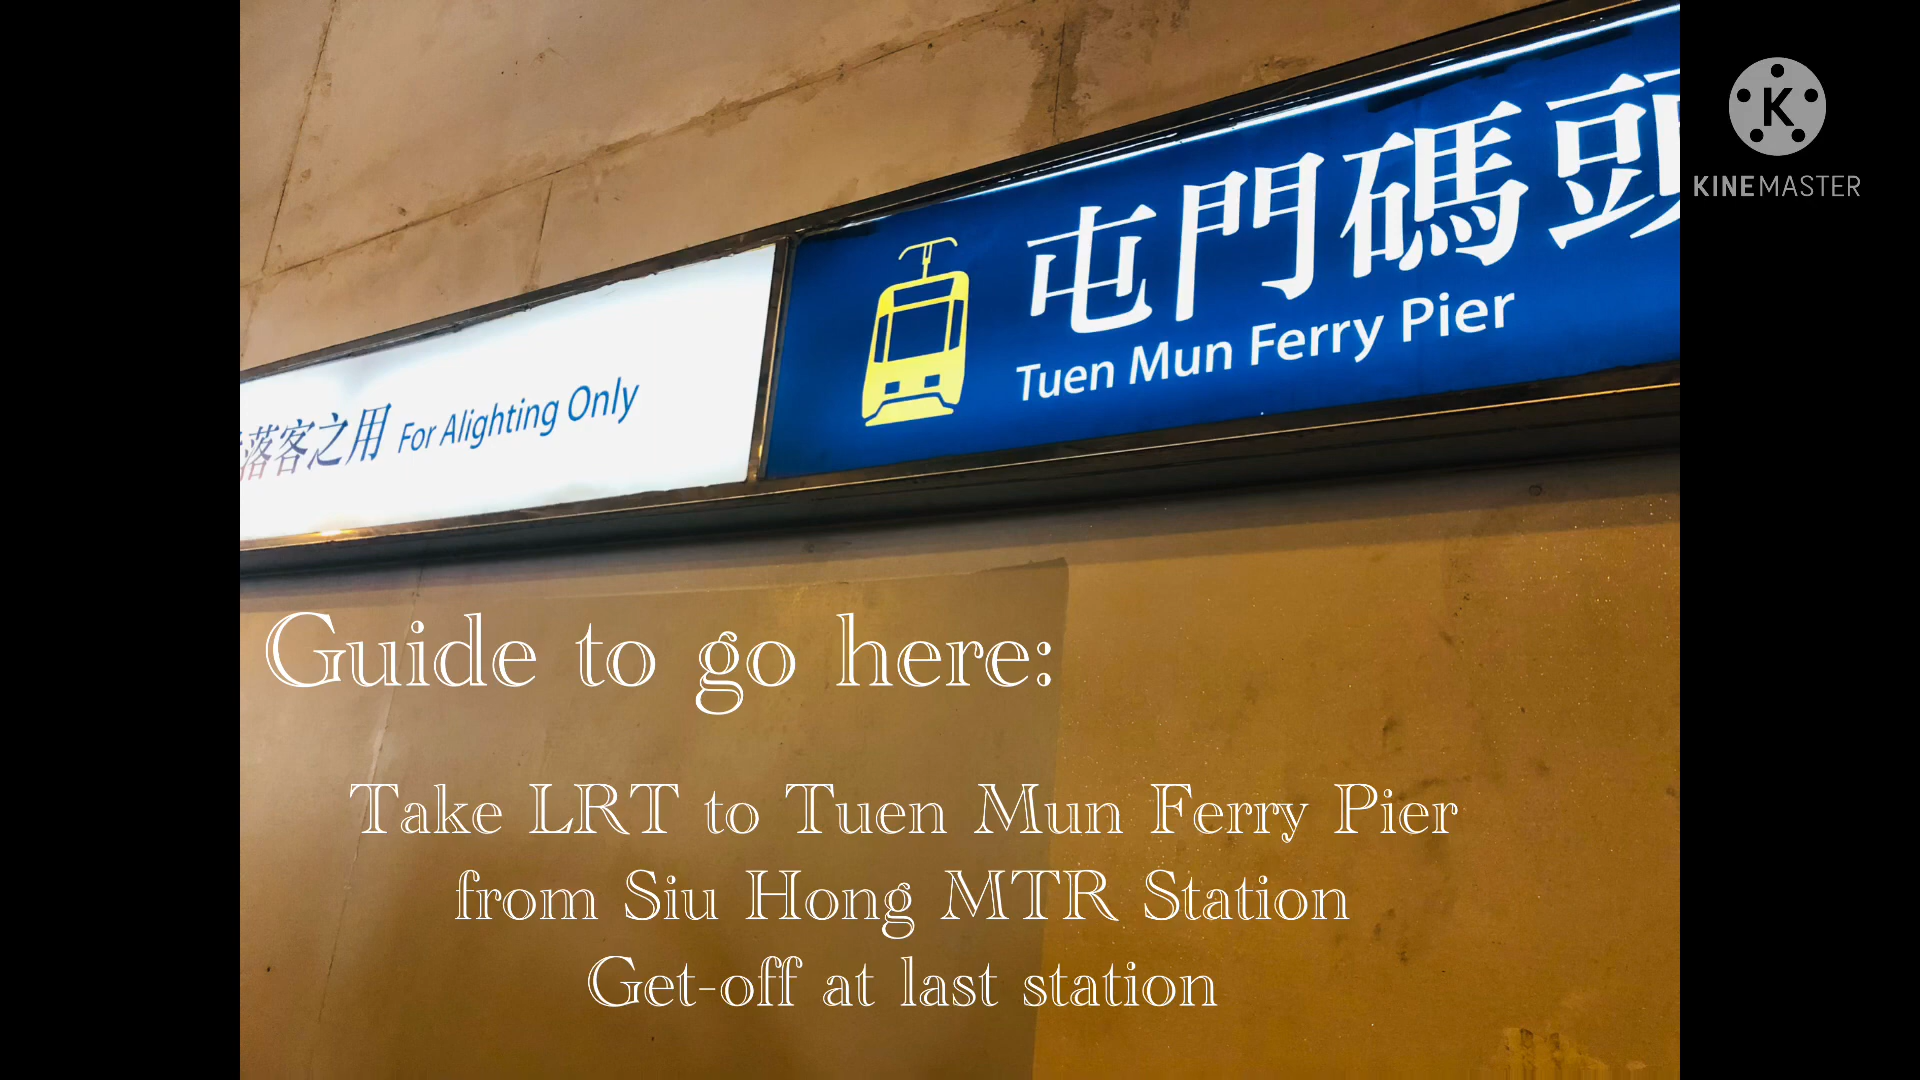 屯門碼頭
Tuen Mun Ferry Pier
落客之用 For Alighting Only
K
KINEMASTER
Guide to go here:
Take LRT to Tuen Mun Ferry Pier
from Siu Hong MTR Station
Get-off at last station